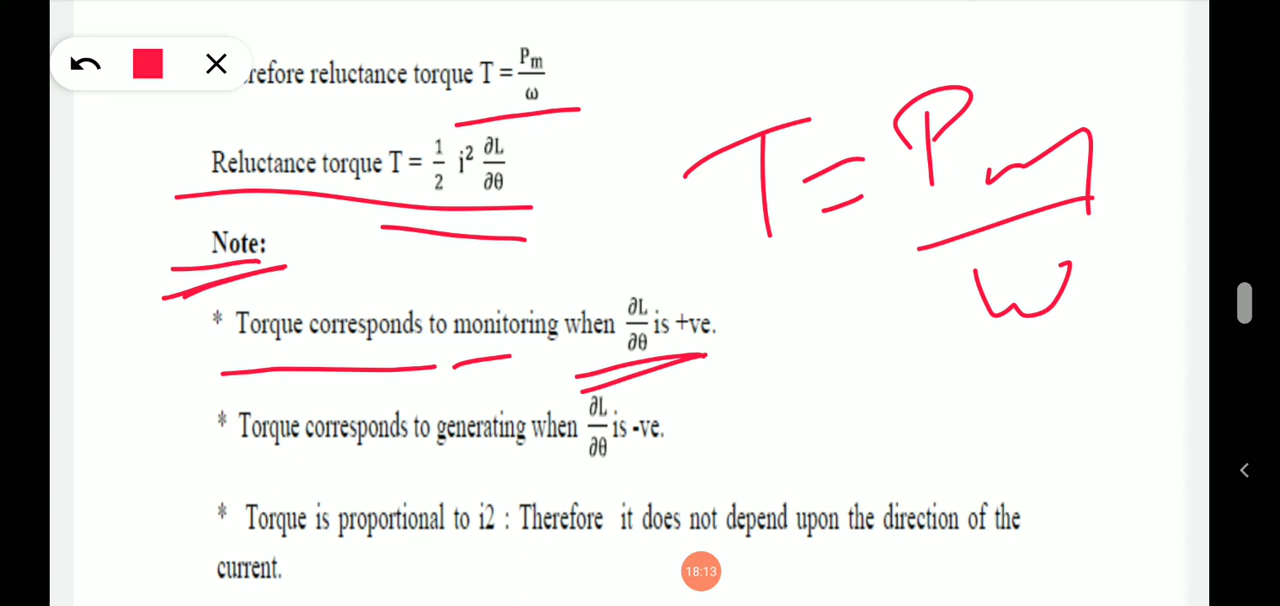 refore reluctance torque T = Pm/ω
Reluctance torque T = 1/2 i² ∂L/∂θ
Note:
* Torque corresponds to monitoring when ∂L/∂θ is +ve.
* Torque corresponds to generating when ∂L/∂θ is -ve.
* Torque is proportional to i2 : Therefore it does not depend upon the direction of the
current.
T = Pm/W
18:13